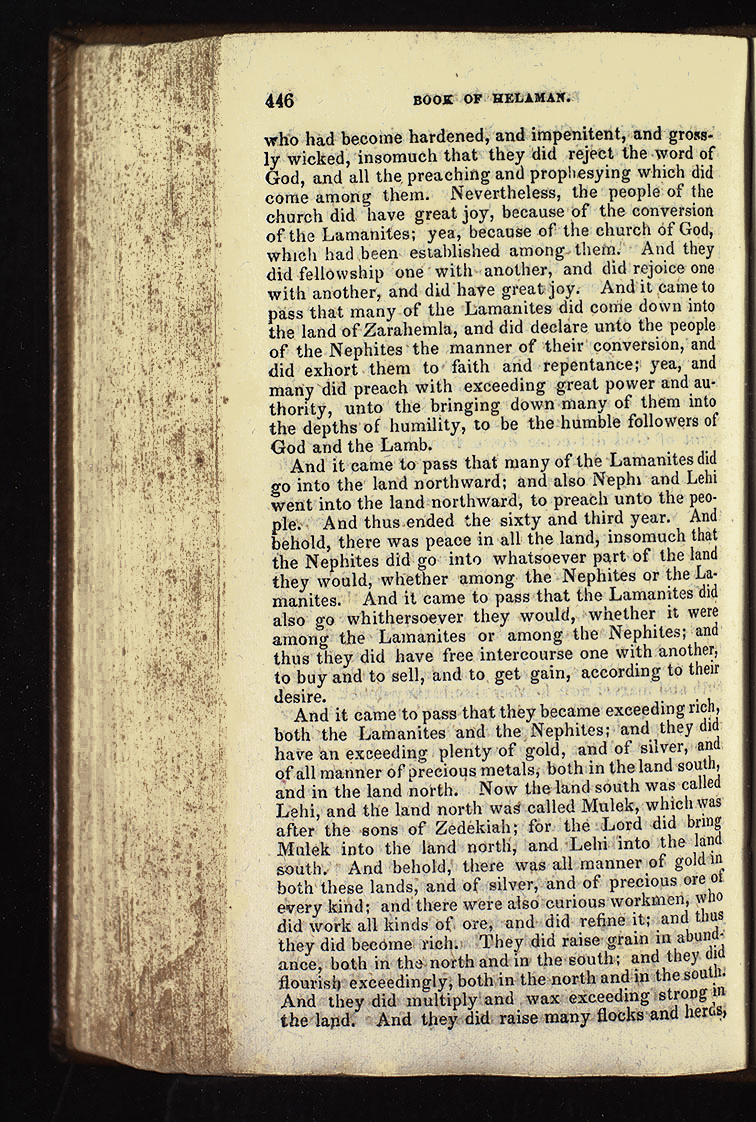 446 BOOK OF HELAMAN.
who had become hardened, and impenitent, and gross-
ly wicked, insomuch that they did reject the word of
God, and all the preaching and prophesying which did
come among them. Nevertheless, the people of the
church did have great joy, because of the conversion
of the Lamanites; yea, because of the church of God,
which had been established among them. And they
did fellowship one with another, and did rejoice one
with another, and did have great joy. And it came to
pass that many of the Lamanites did come down into
the land of Zarahemla, and did declare unto the people
of the Nephites the manner of their conversion, and
did exhort them to faith and repentance; yea, and
many did preach with exceeding great power and au-
thority, unto the bringing down many of them into
the depths of humility, to be the humble followers of
God and the Lamb.
And it came to pass that many of the Lamanites did
go into the land northward; and also Nephi and Lehi
went into the land northward, to preach unto the peo-
ple. And thus ended the sixty and third year. And
behold, there was peace in all the land, insomuch that
the Nephites did go into whatsoever part of the land
they would, whether among the Nephites or the La-
manites. And it came to pass that the Lamanites did
also go whithersoever they would, whether it were
among the Lamanites or among the Nephites; and
thus they did have free intercourse one with another,
to buy and to sell, and to get gain, according to their
desire.
And it came to pass that they became exceeding rich,
both the Lamanites and the Nephites; and they did
have an exceeding plenty of gold, and of silver, and
of all manner of precious metals, both in the land south,
and in the land north. Now the land south was called
Lehi, and the land north was called Mulek, which was
after the sons of Zedekiah; for the Lord did bring
Mulek into the land north, and Lehi into the land
south. And behold, there was all manner of gold in
both these lands, and of silver, and of precious ore of
every kind; and there were also curious workmen, who
did work all kinds of ore, and did refine it; and thus
they did become rich. They did raise grain in abund-
ance, both in the north and in the south; and they did
flourish exceedingly, both in the north and in the south.
And they did multiply and wax exceeding strong in
the land. And they did raise many flocks and herds,